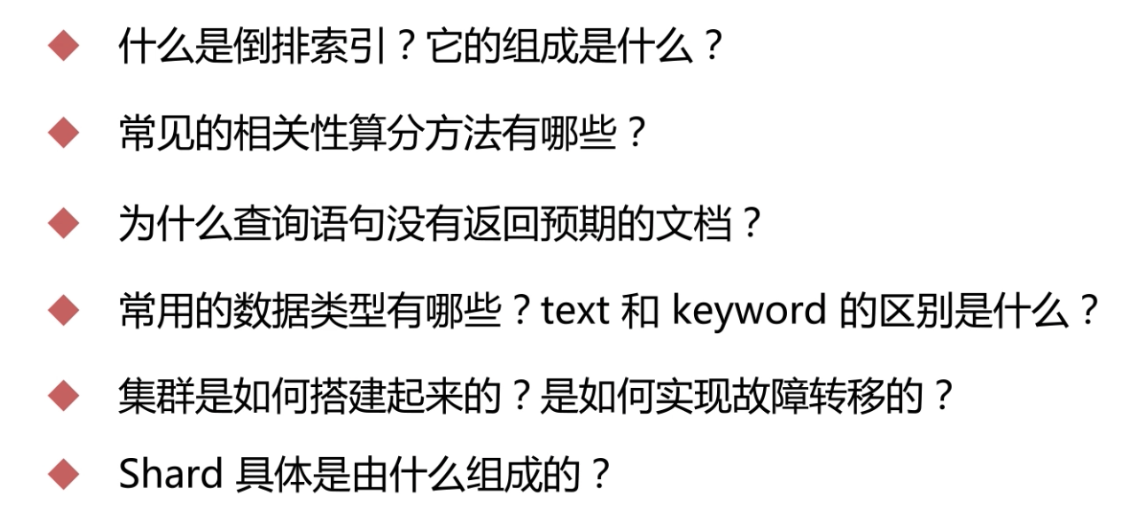 什么是倒排索引？它的组成是什么？
常见的相关性算分方法有哪些？
为什么查询语句没有返回预期的文档？
常用的数据类型有哪些？text 和 keyword 的区别是什么？
集群是如何搭建起来的？是如何实现故障转移的？
Shard 具体是由什么组成的？